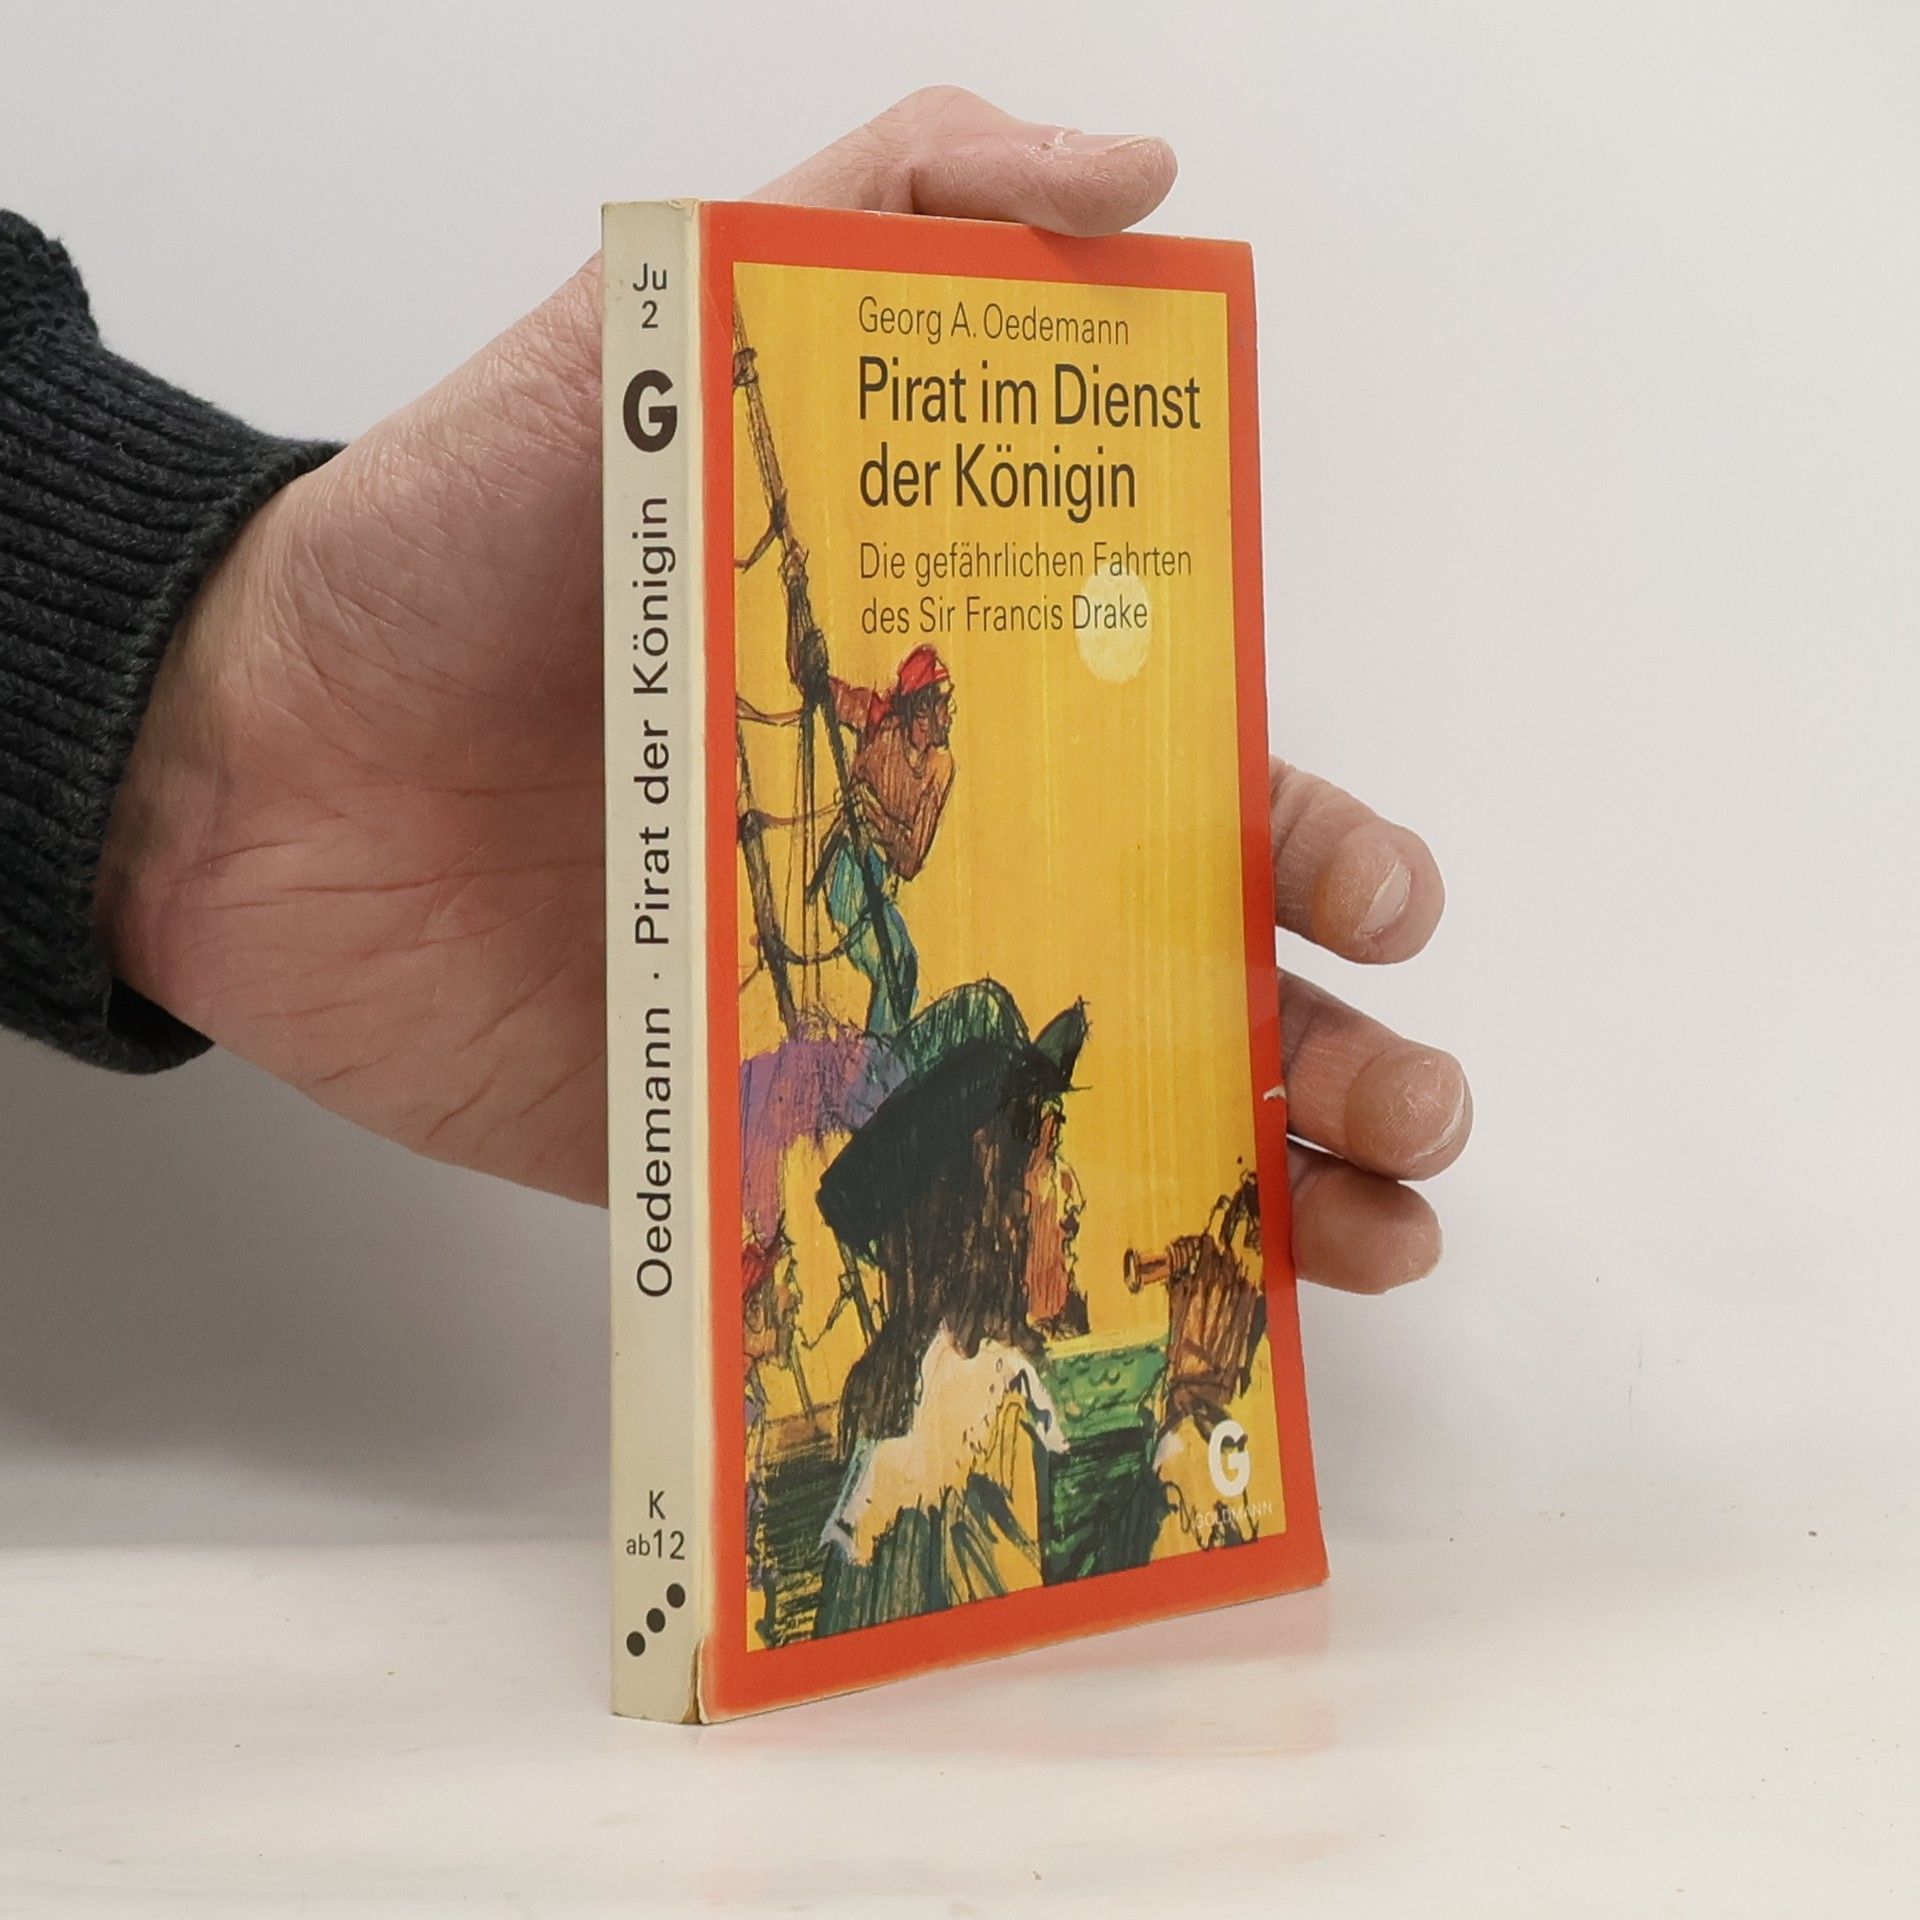 Ju
2
G
Oedemann · Pirat der Königin
K
ab12
Georg A. Oedemann
Pirat im Dienst
der Königin
Die gefährlichen Fahrten
des Sir Francis Drake
G
GOLDMANN